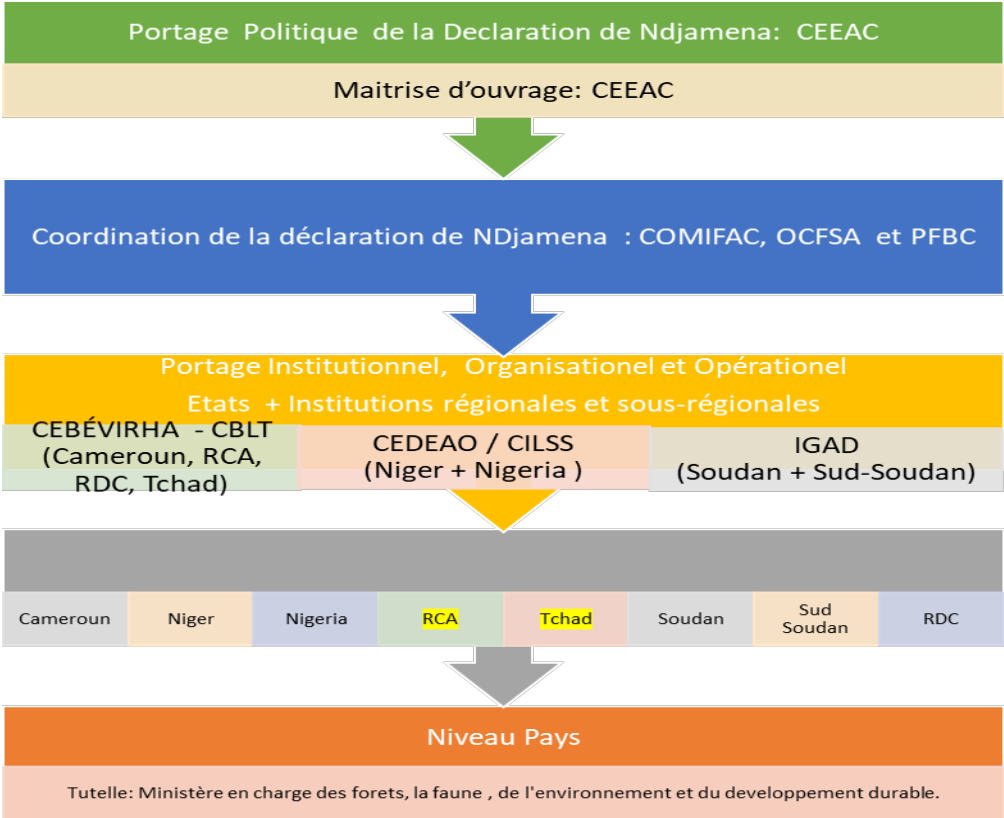 Portage Politique de la Declaration de Ndjamena: CEEAC
Maitrise d’ouvrage: CEEAC
Coordination de la déclaration de NDjamena : COMIFAC, OCFSA et PFBC
Portage Institutionnel, Organisationel et Opérationel
Etats + Institutions régionales et sous-régionales
CEBÉVIRHA - CBLT
(Cameroun, RCA,
RDC, Tchad)
CEDEAO / CILSS
(Niger + Nigeria )
IGAD
(Soudan + Sud-Soudan)
Cameroun
Niger
Nigeria
RCA
Tchad
Soudan
Sud
Soudan
RDC
Niveau Pays
Tutelle: Ministère en charge des forets, la faune , de l'environnement et du developpement durable.